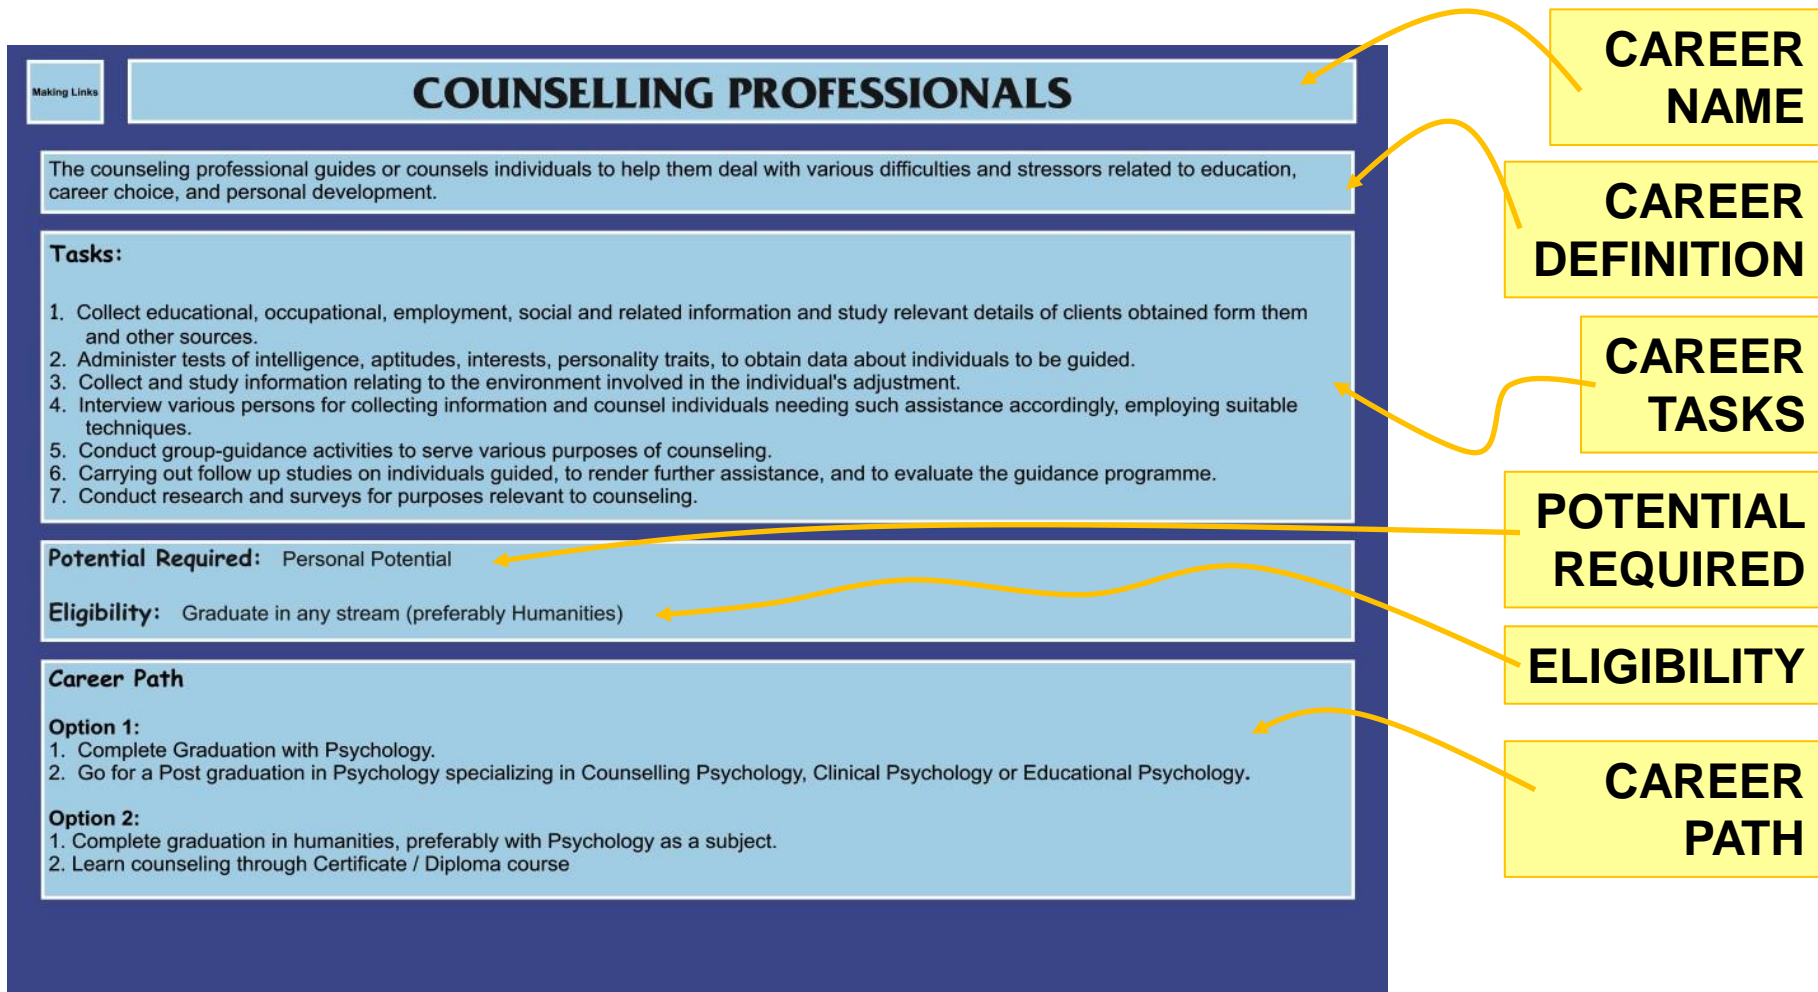 Making Links
COUNSELLING PROFESSIONALS
The counseling professional guides or counsels individuals to help them deal with various difficulties and stressors related to education,
career choice, and personal development.
Tasks:
1. Collect educational, occupational, employment, social and related information and study relevant details of clients obtained form them
and other sources.
2. Administer tests of intelligence, aptitudes, interests, personality traits, to obtain data about individuals to be guided.
3. Collect and study information relating to the environment involved in the individual's adjustment.
4. Interview various persons for collecting information and counsel individuals needing such assistance accordingly, employing suitable
techniques.
5. Conduct group-guidance activities to serve various purposes of counseling.
6. Carrying out follow up studies on individuals guided, to render further assistance, and to evaluate the guidance programme.
7. Conduct research and surveys for purposes relevant to counseling.
Potential Required: Personal Potential
Eligibility: Graduate in any stream (preferably Humanities)
Career Path
Option 1:
1. Complete Graduation with Psychology.
2. Go for a Post graduation in Psychology specializing in Counselling Psychology, Clinical Psychology or Educational Psychology.
Option 2:
1. Complete graduation in humanities, preferably with Psychology as a subject.
2. Learn counseling through Certificate / Diploma course
CAREER
NAME
CAREER
DEFINITION
CAREER
TASKS
POTENTIAL
REQUIRED
ELIGIBILITY
CAREER
PATH